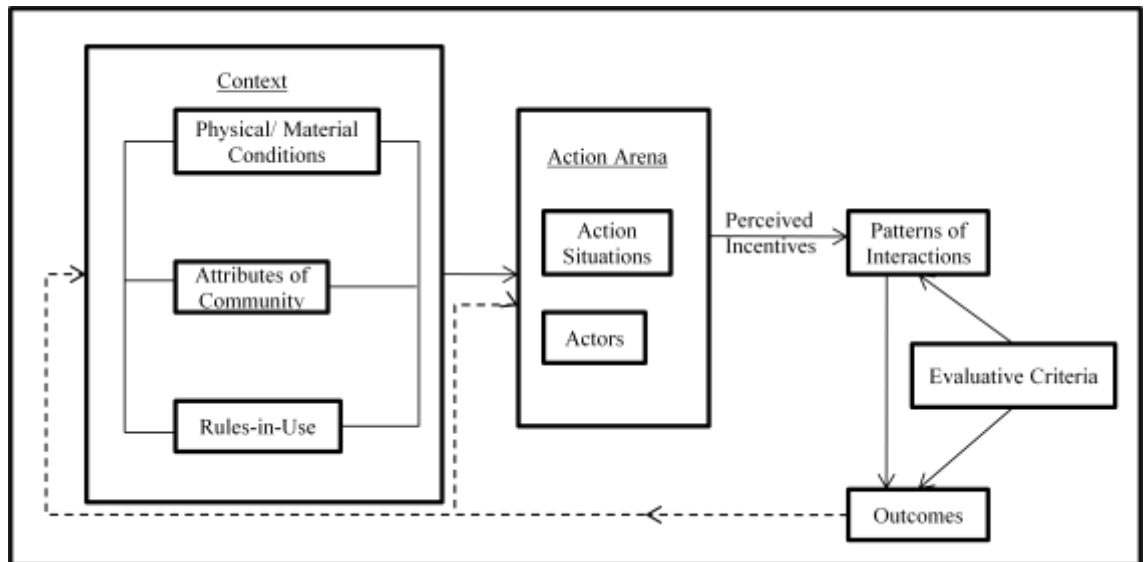 Context
Physical/ Material
Conditions
Attributes of
Community
Rules-in-Use
Action Arena
Action
Situations
Actors
Perceived
Incentives
Patterns of
Interactions
Evaluative Criteria
Outcomes